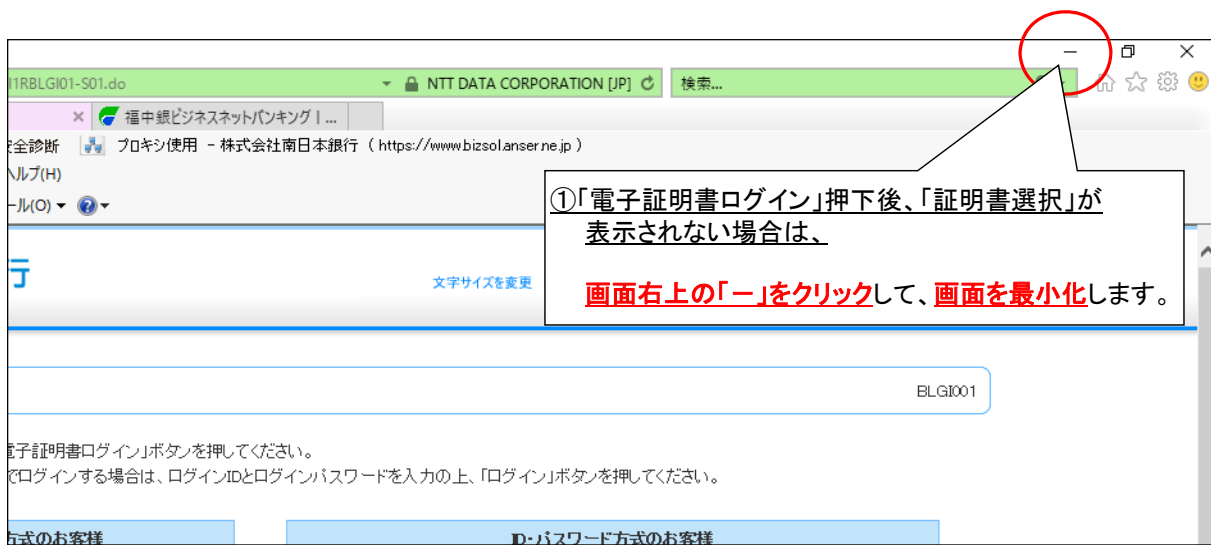 I1RBLGI01-S01.do
NTT DATA CORPORATION [JP]
検索...
福中銀ビジネスネットバンキング | ...
全診断
プロキシ使用 - 株式会社南日本銀行 ( https://www.bizsol.anser.ne.jp )
ヘルプ(H)
ール(O)
①「電子証明書ログイン」押下後、「証明書選択」が
表示されない場合は、
画面右上の「－」をクリックして、画面を最小化します。
行
文字サイズを変更
BLGI001
電子証明書ログイン」ボタンを押してください。
でログインする場合は、ログインIDとログインパスワードを入力の上、「ログイン」ボタンを押してください。
方式のお客様
ID・パスワード方式のお客様